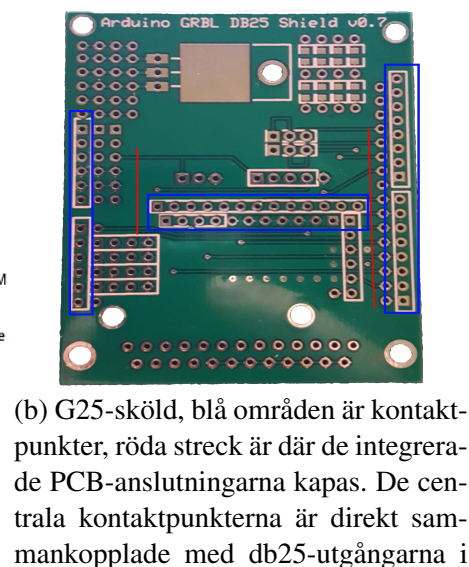 Arduino GRBL DB25 Shield v0.7
M
e
(b) G25-sköld, blå områden är kontakt-
punkter, röda streck är där de integrera-
de PCB-anslutningarna kapas. De cen-
trala kontaktpunkterna är direkt sam-
mankopplade med db25-utgångarna i